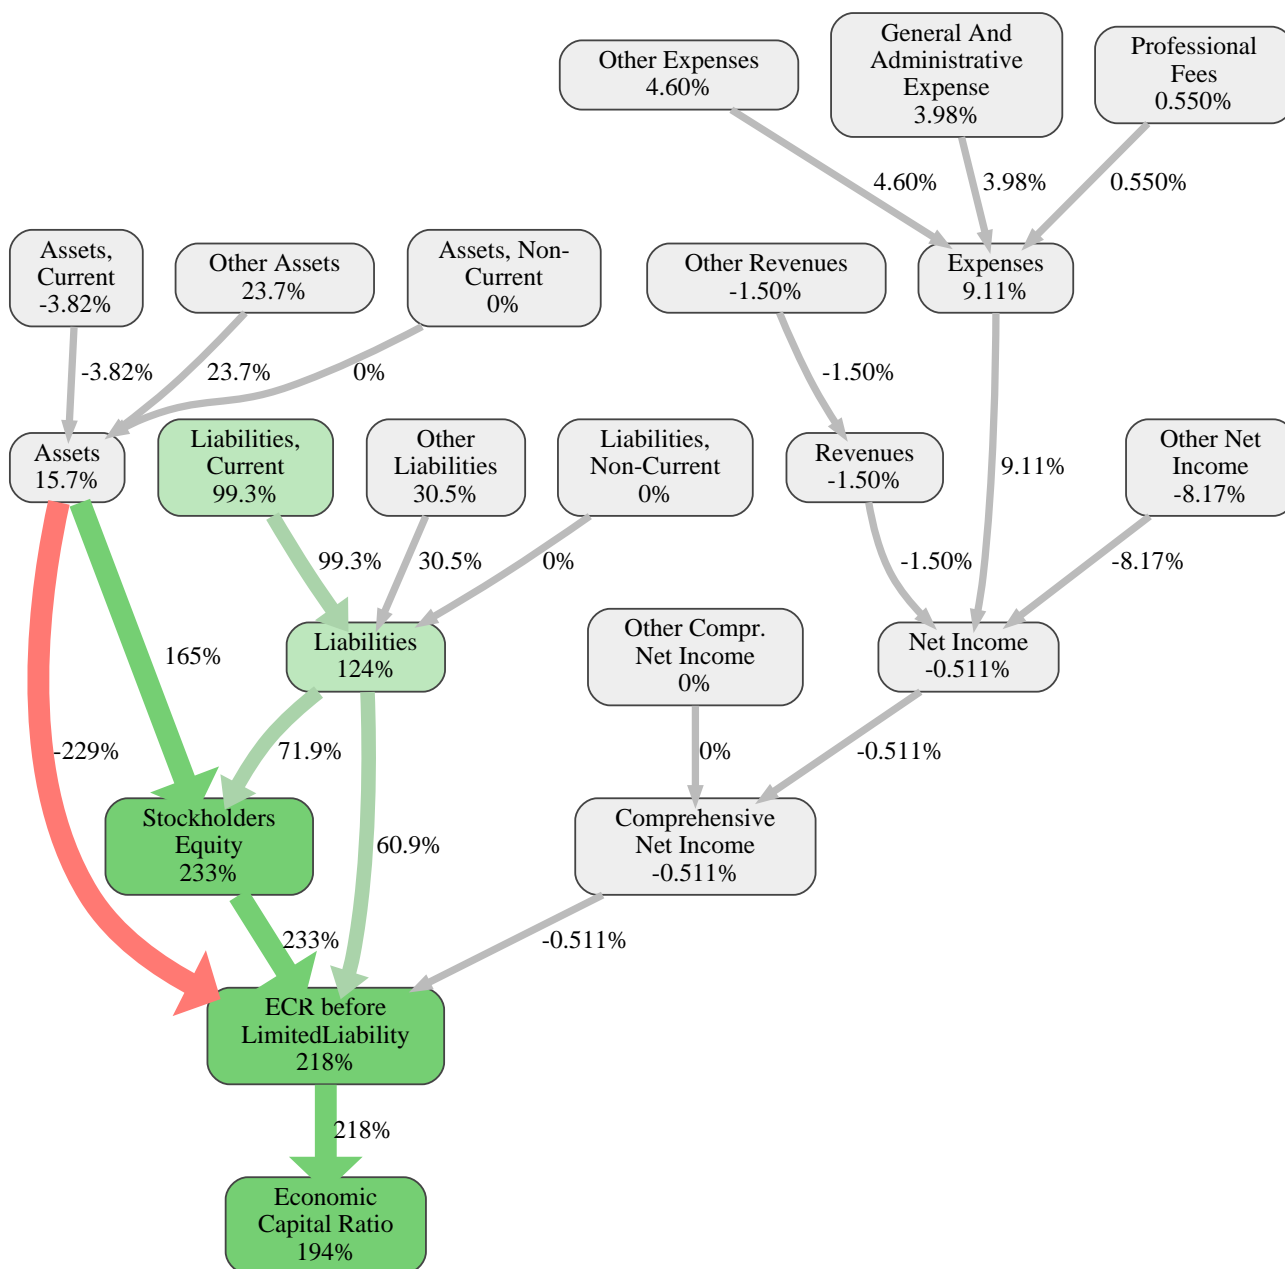 General And
Administrative
Expense
3.98%
Other Expenses
4.60%
Professional
Fees
0.550%
4.60%
3.98%
0.550%
Assets,
Current
-3.82%
Other Assets
23.7%
Assets, Non-
Current
0%
Other Revenues
-1.50%
Expenses
9.11%
-3.82%
23.7%
0%
-1.50%
Assets
15.7%
Liabilities,
Current
99.3%
Other
Liabilities
30.5%
Liabilities,
Non-Current
0%
Revenues
-1.50%
9.11%
Other Net
Income
-8.17%
99.3%
30.5%
0%
-1.50%
-8.17%
165%
Liabilities
124%
Other Compr.
Net Income
0%
Net Income
-0.511%
-229%
71.9%
0%
-0.511%
Stockholders
Equity
233%
60.9%
Comprehensive
Net Income
-0.511%
233%
-0.511%
ECR before
LimitedLiability
218%
218%
Economic
Capital Ratio
194%